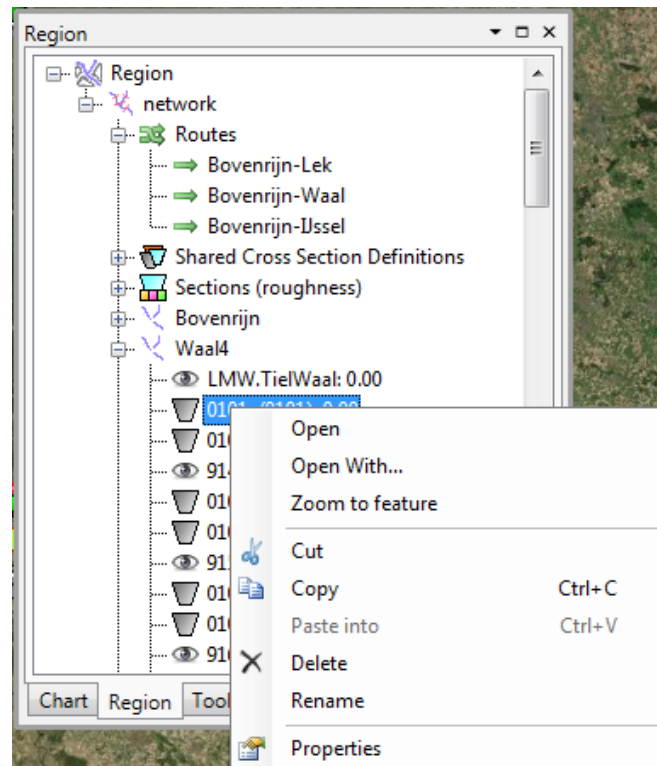 Region
Region
network
Routes
Bovenrijn-Lek
Bovenrijn-Waal
Bovenrijn-IJssel
Shared Cross Section Definitions
Sections (roughness)
Bovenrijn
Waal4
LMW.TielWaal: 0.00
Open
Open With...
Zoom to feature
Cut
Copy Ctrl+C
Paste into Ctrl+V
Delete
Rename
Properties
Chart Region